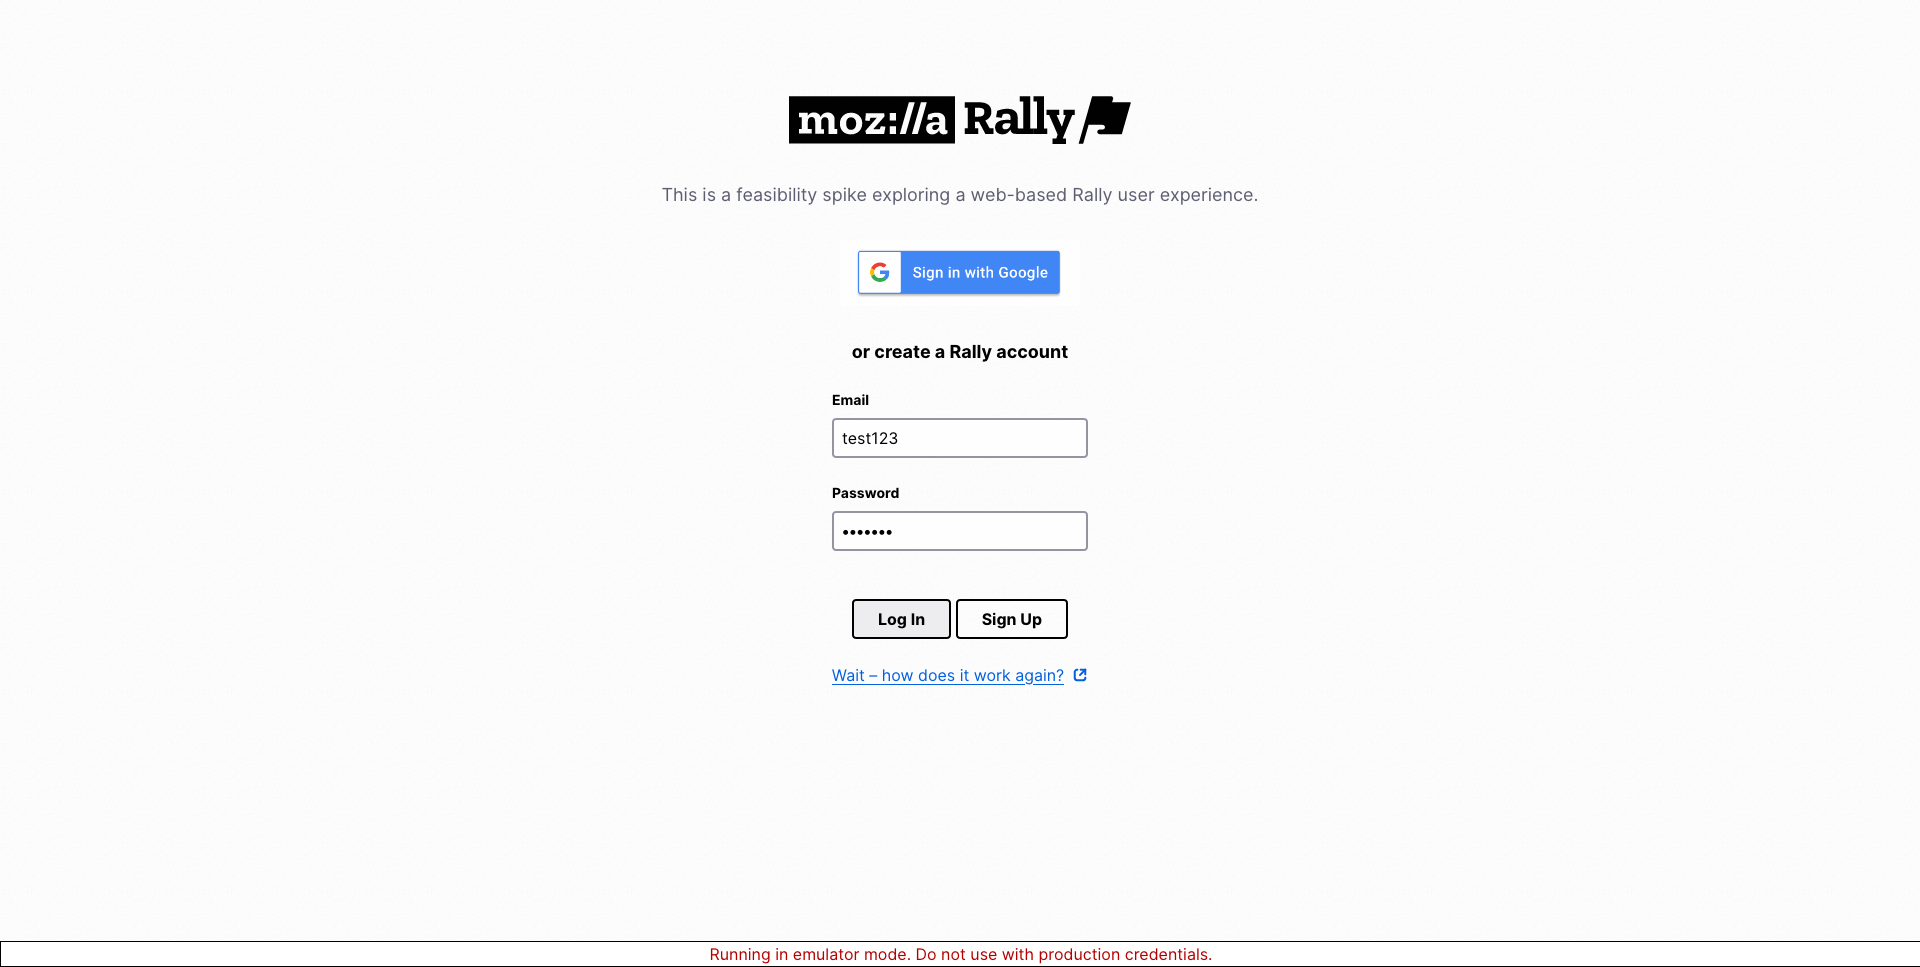 moz://a Rally
This is a feasibility spike exploring a web-based Rally user experience.
Sign in with Google
or create a Rally account
Email
test123
Password
•••••••
Log In Sign Up
Wait – how does it work again?
Running in emulator mode. Do not use with production credentials.